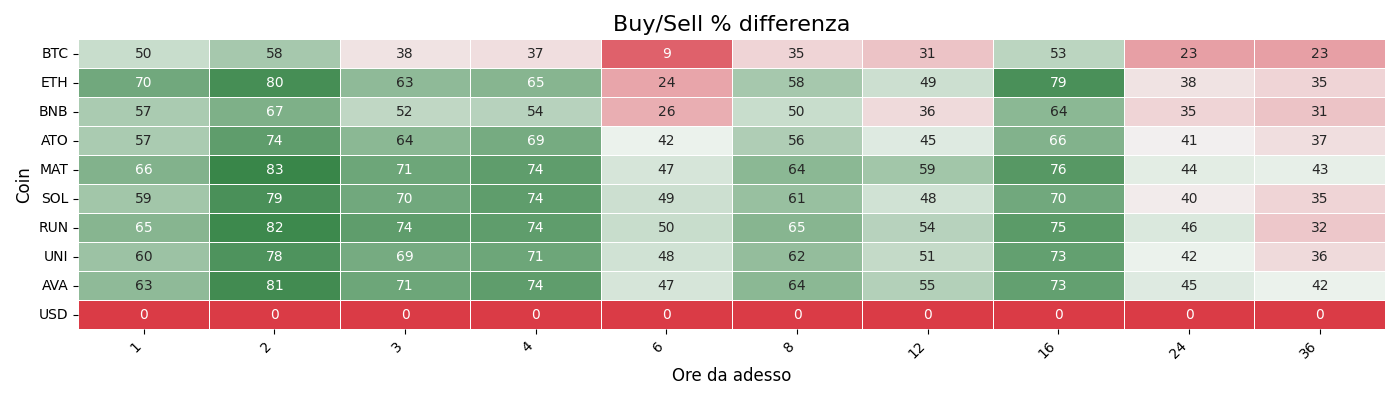 Buy/Sell % differenza
Coin
BTC 50 58 38 37 9 35 31 53 23 23
ETH 70 80 63 65 24 58 49 79 38 35
BNB 57 67 52 54 26 50 36 64 35 31
ATO 57 74 64 69 42 56 45 66 41 37
MAT 66 83 71 74 47 64 59 76 44 43
SOL 59 79 70 74 49 61 48 70 40 35
RUN 65 82 74 74 50 65 54 75 46 32
UNI 60 78 69 71 48 62 51 73 42 36
AVA 63 81 71 74 47 64 55 73 45 42
USD 0 0 0 0 0 0 0 0 0 0
1 2 3 4 6 8 12 16 24 36
Ore da adesso